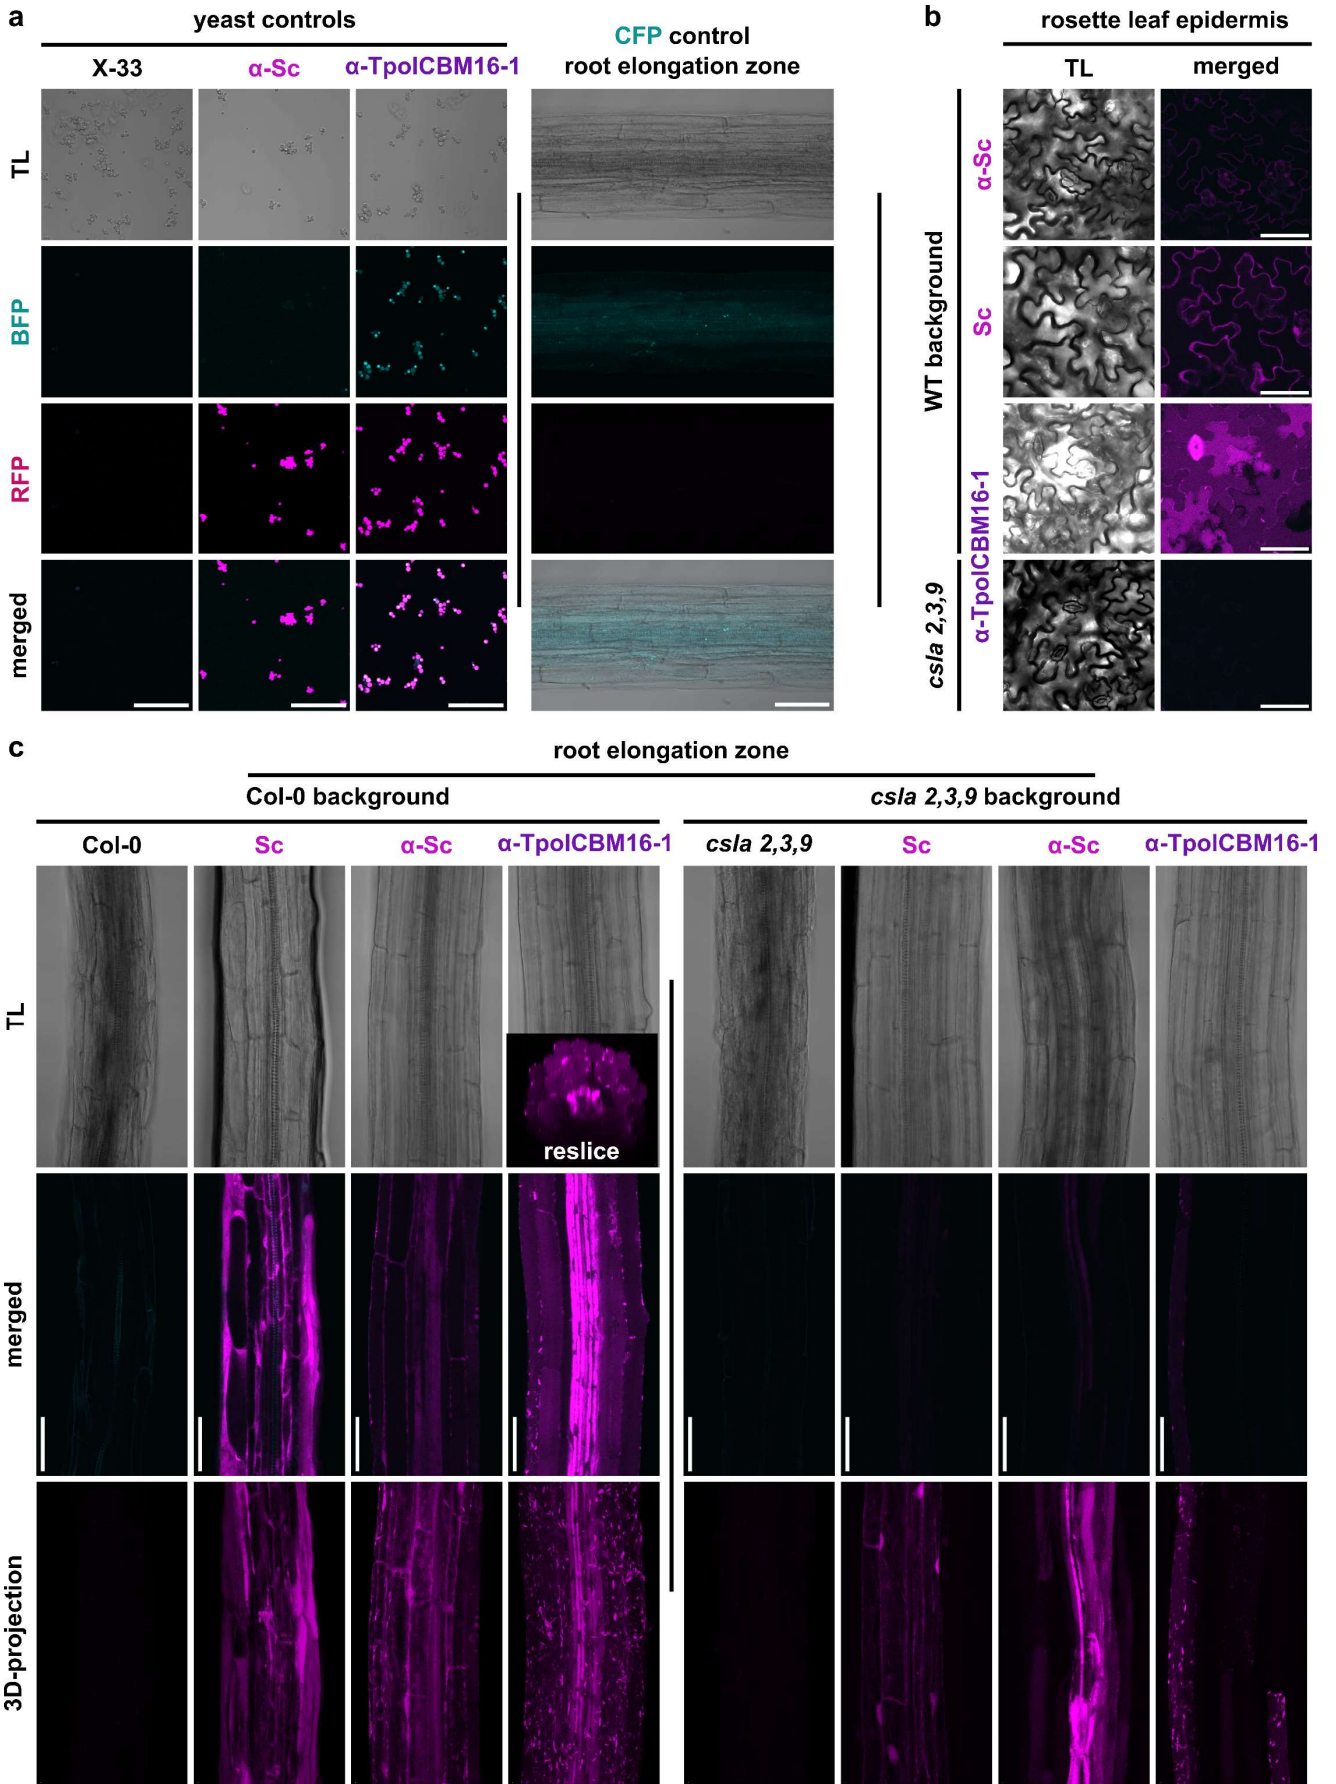 a
yeast controls
X-33
α-Sc
α-TpolCBM16-1
CFP control
root elongation zone
TL
BFP
RFP
merged
b
rosette leaf epidermis
TL
merged
WT background
csla 2,3,9
α-Sc
Sc
α-TpolCBM16-1
c
root elongation zone
Col-0 background
csla 2,3,9 background
Col-0
Sc
α-Sc
α-TpolCBM16-1
csla 2,3,9
Sc
α-Sc
α-TpolCBM16-1
TL
reslice
merged
3D-projection